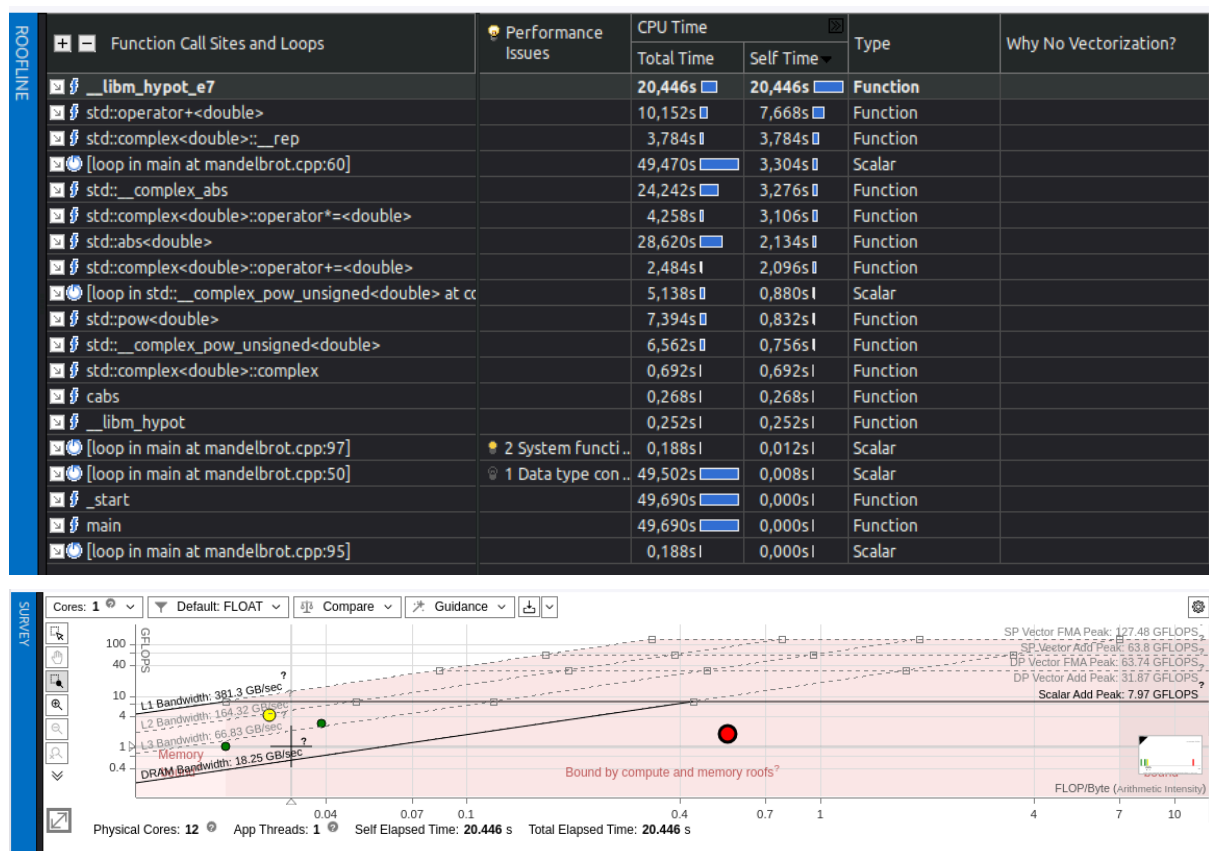 ROOFLINE
Function Call Sites and Loops
Performance Issues
CPU Time
Total Time
Self Time
Type
Why No Vectorization?
__libm_hypot_e7 20,446s 20,446s Function
std::operator+<double> 10,152s 7,668s Function
std::complex<double>::__rep 3,784s 3,784s Function
[loop in main at mandelbrot.cpp:60] 49,470s 3,304s Scalar
std::__complex_abs 24,242s 3,276s Function
std::complex<double>::operator*=<double> 4,258s 3,106s Function
std::abs<double> 28,620s 2,134s Function
std::complex<double>::operator+=<double> 2,484s 2,096s Function
[loop in std::__complex_pow_unsigned<double> at co 5,138s 0,880s Scalar
std::pow<double> 7,394s 0,832s Function
std::__complex_pow_unsigned<double> 6,562s 0,756s Function
std::complex<double>::complex 0,692s 0,692s Function
cabs 0,268s 0,268s Function
__libm_hypot 0,252s 0,252s Function
[loop in main at mandelbrot.cpp:97] 2 System functi.. 0,188s 0,012s Scalar
[loop in main at mandelbrot.cpp:50] 1 Data type con.. 49,502s 0,008s Scalar
_start 49,690s 0,000s Function
main 49,690s 0,000s Function
[loop in main at mandelbrot.cpp:95] 0,188s 0,000s Scalar
SURVEY
Cores: 1 Default: FLOAT Compare Guidance
GFLOPS
100
40
10
4
1
0.4
SP Vector FMA Peak: 127.48 GFLOPS
SP Vector Add Peak: 63.8 GFLOPS
DP Vector FMA Peak: 63.74 GFLOPS
DP Vector Add Peak: 31.87 GFLOPS
Scalar Add Peak: 7.97 GFLOPS
L1 Bandwidth: 381.3 GB/sec
L2 Bandwidth: 164.32 GB/sec
L3 Bandwidth: 66.83 GB/sec
DRAM Bandwidth: 18.25 GB/sec
Memory
Bound by compute and memory roofs?
FLOP/Byte (Arithmetic Intensity)
0.04 0.07 0.1 0.4 0.7 1 4 7 10
Physical Cores: 12 App Threads: 1 Self Elapsed Time: 20.446 s Total Elapsed Time: 20.446 s